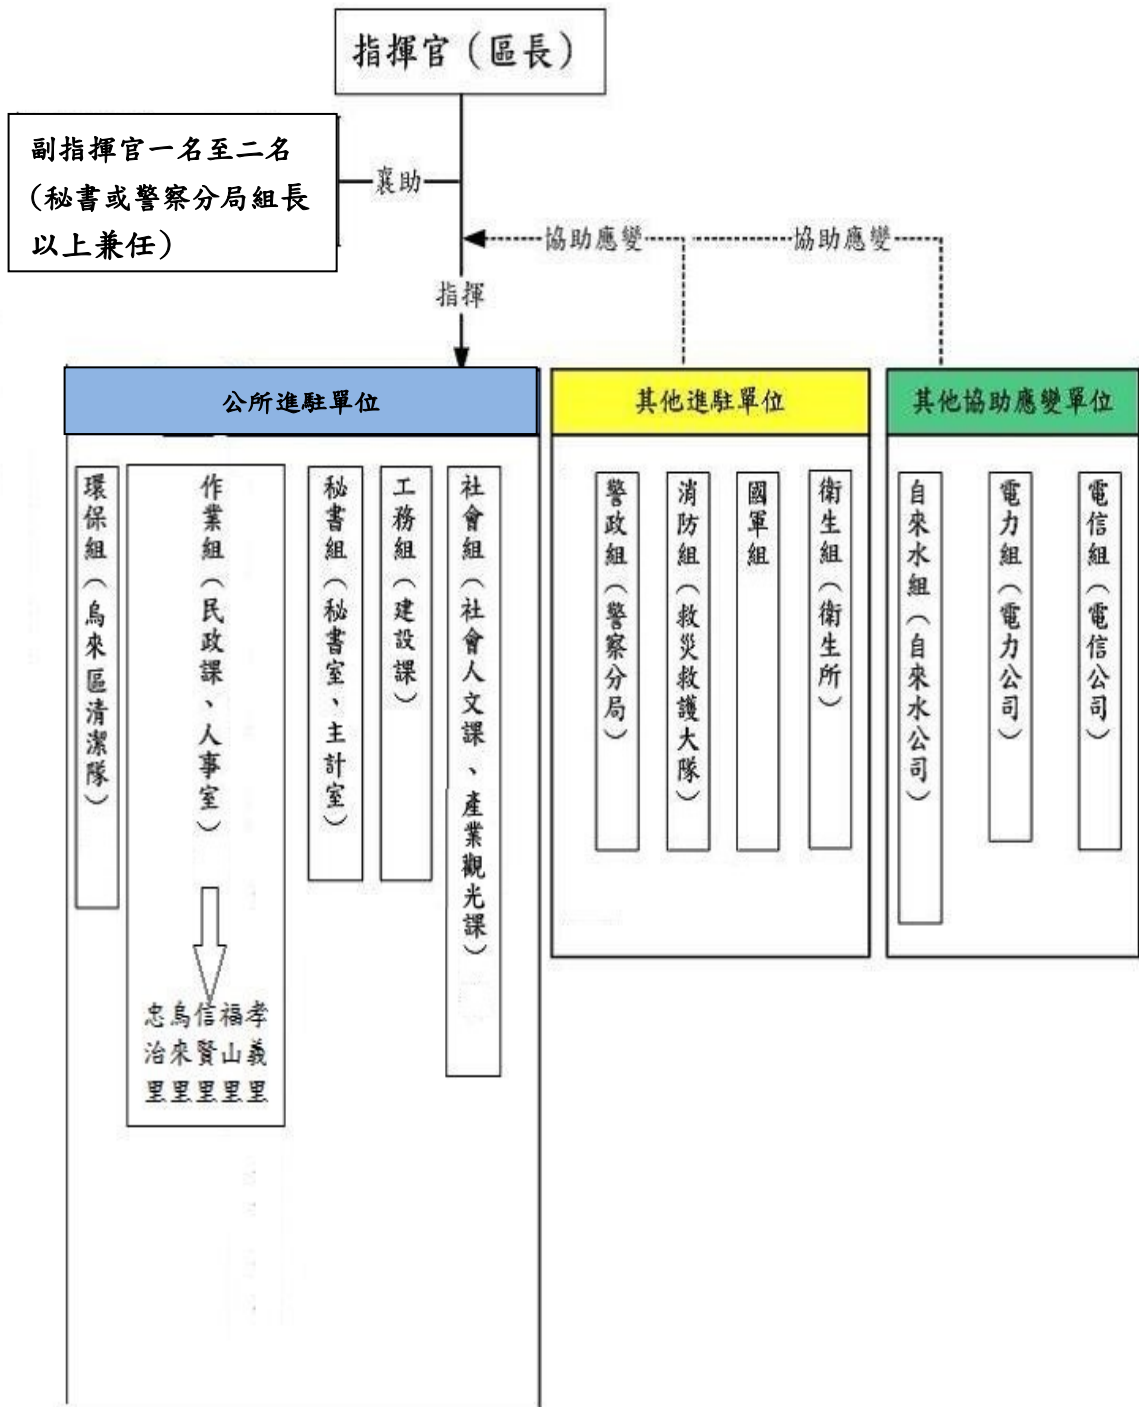 指揮官（區長）
副指揮官一名至二名
(秘書或警察分局組長
以上兼任）
襄助
協助應變
協助應變
指揮
公所進駐單位
其他進駐單位
其他協助應變單位
環保組（烏來區清潔隊）
作業組（民政課、人事室）
忠治里
烏來里
信賢里
福山里
孝義里
秘書組（秘書室、主計室）
工務組（建設課）
社會組（社會人文課、產業觀光課）
警政組（警察分局）
消防組（救災救護大隊）
國軍組
衛生組（衛生所）
自來水組（自來水公司）
電力組（電力公司）
電信組（電信公司）